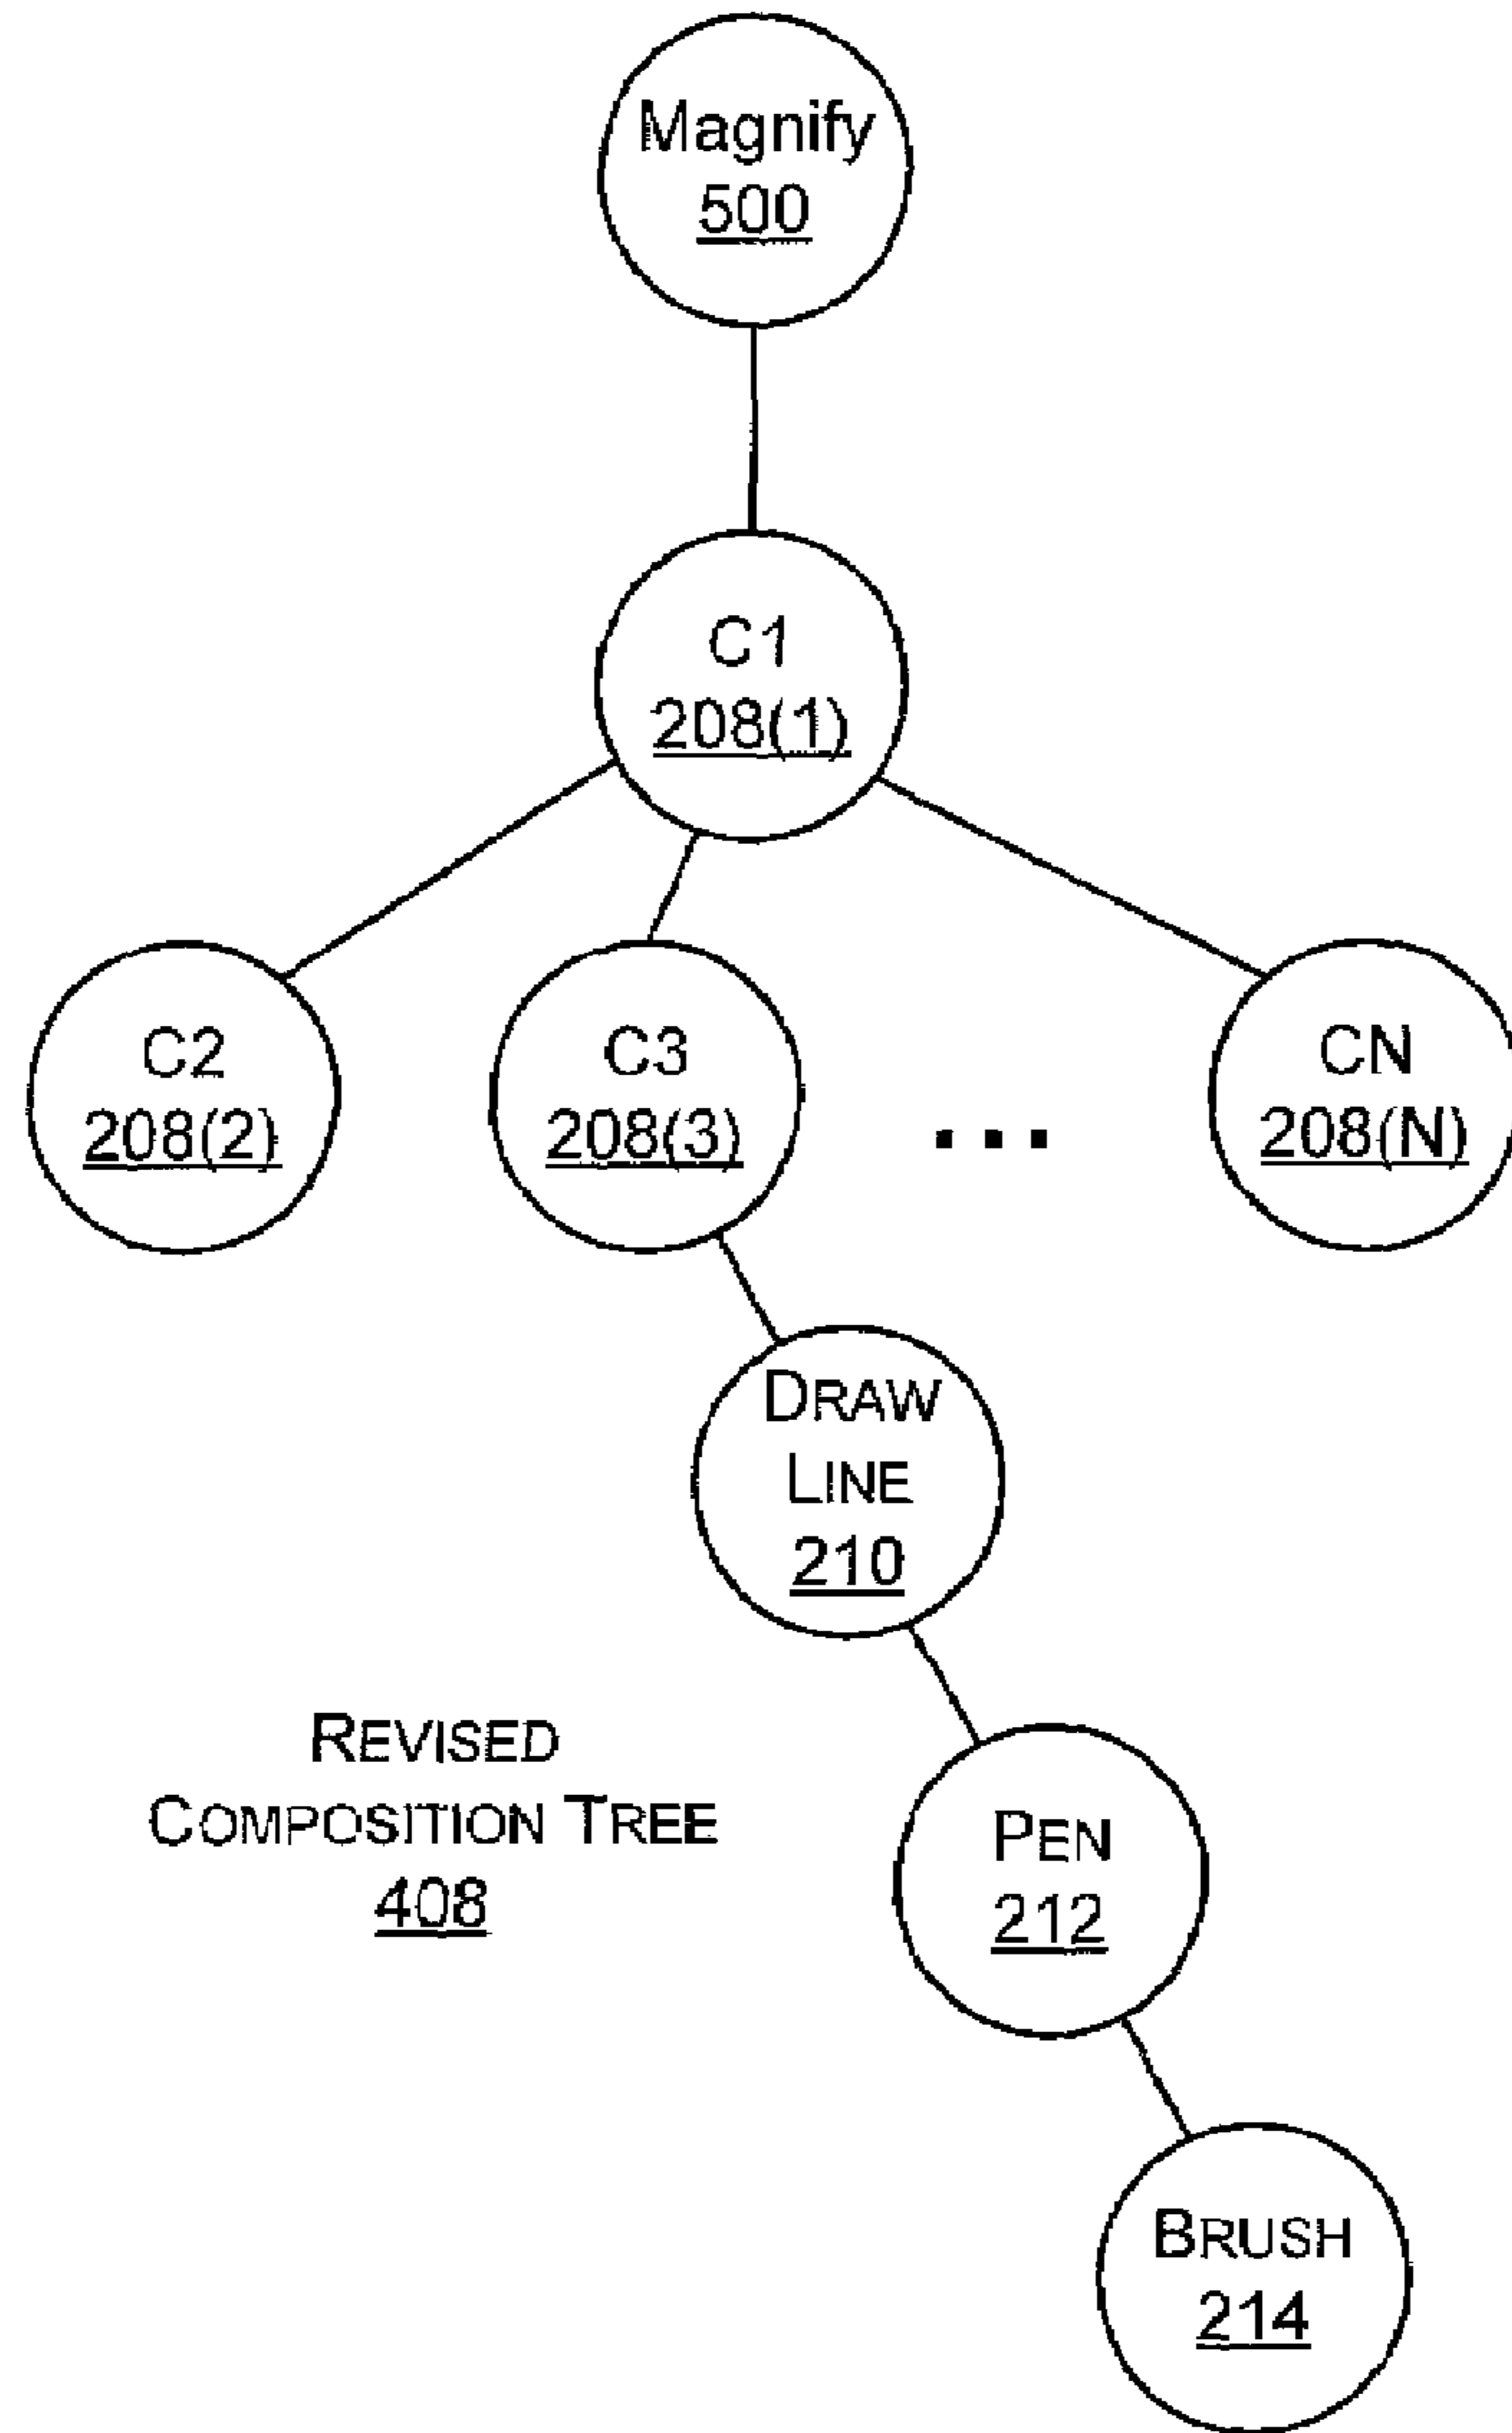 Magnify
500
C1
208(1)
C2
208(2)
C3
208(3)
...
CN
208(N)
DRAW
LINE
210
REVISED
COMPOSITION TREE
408
PEN
212
BRUSH
214